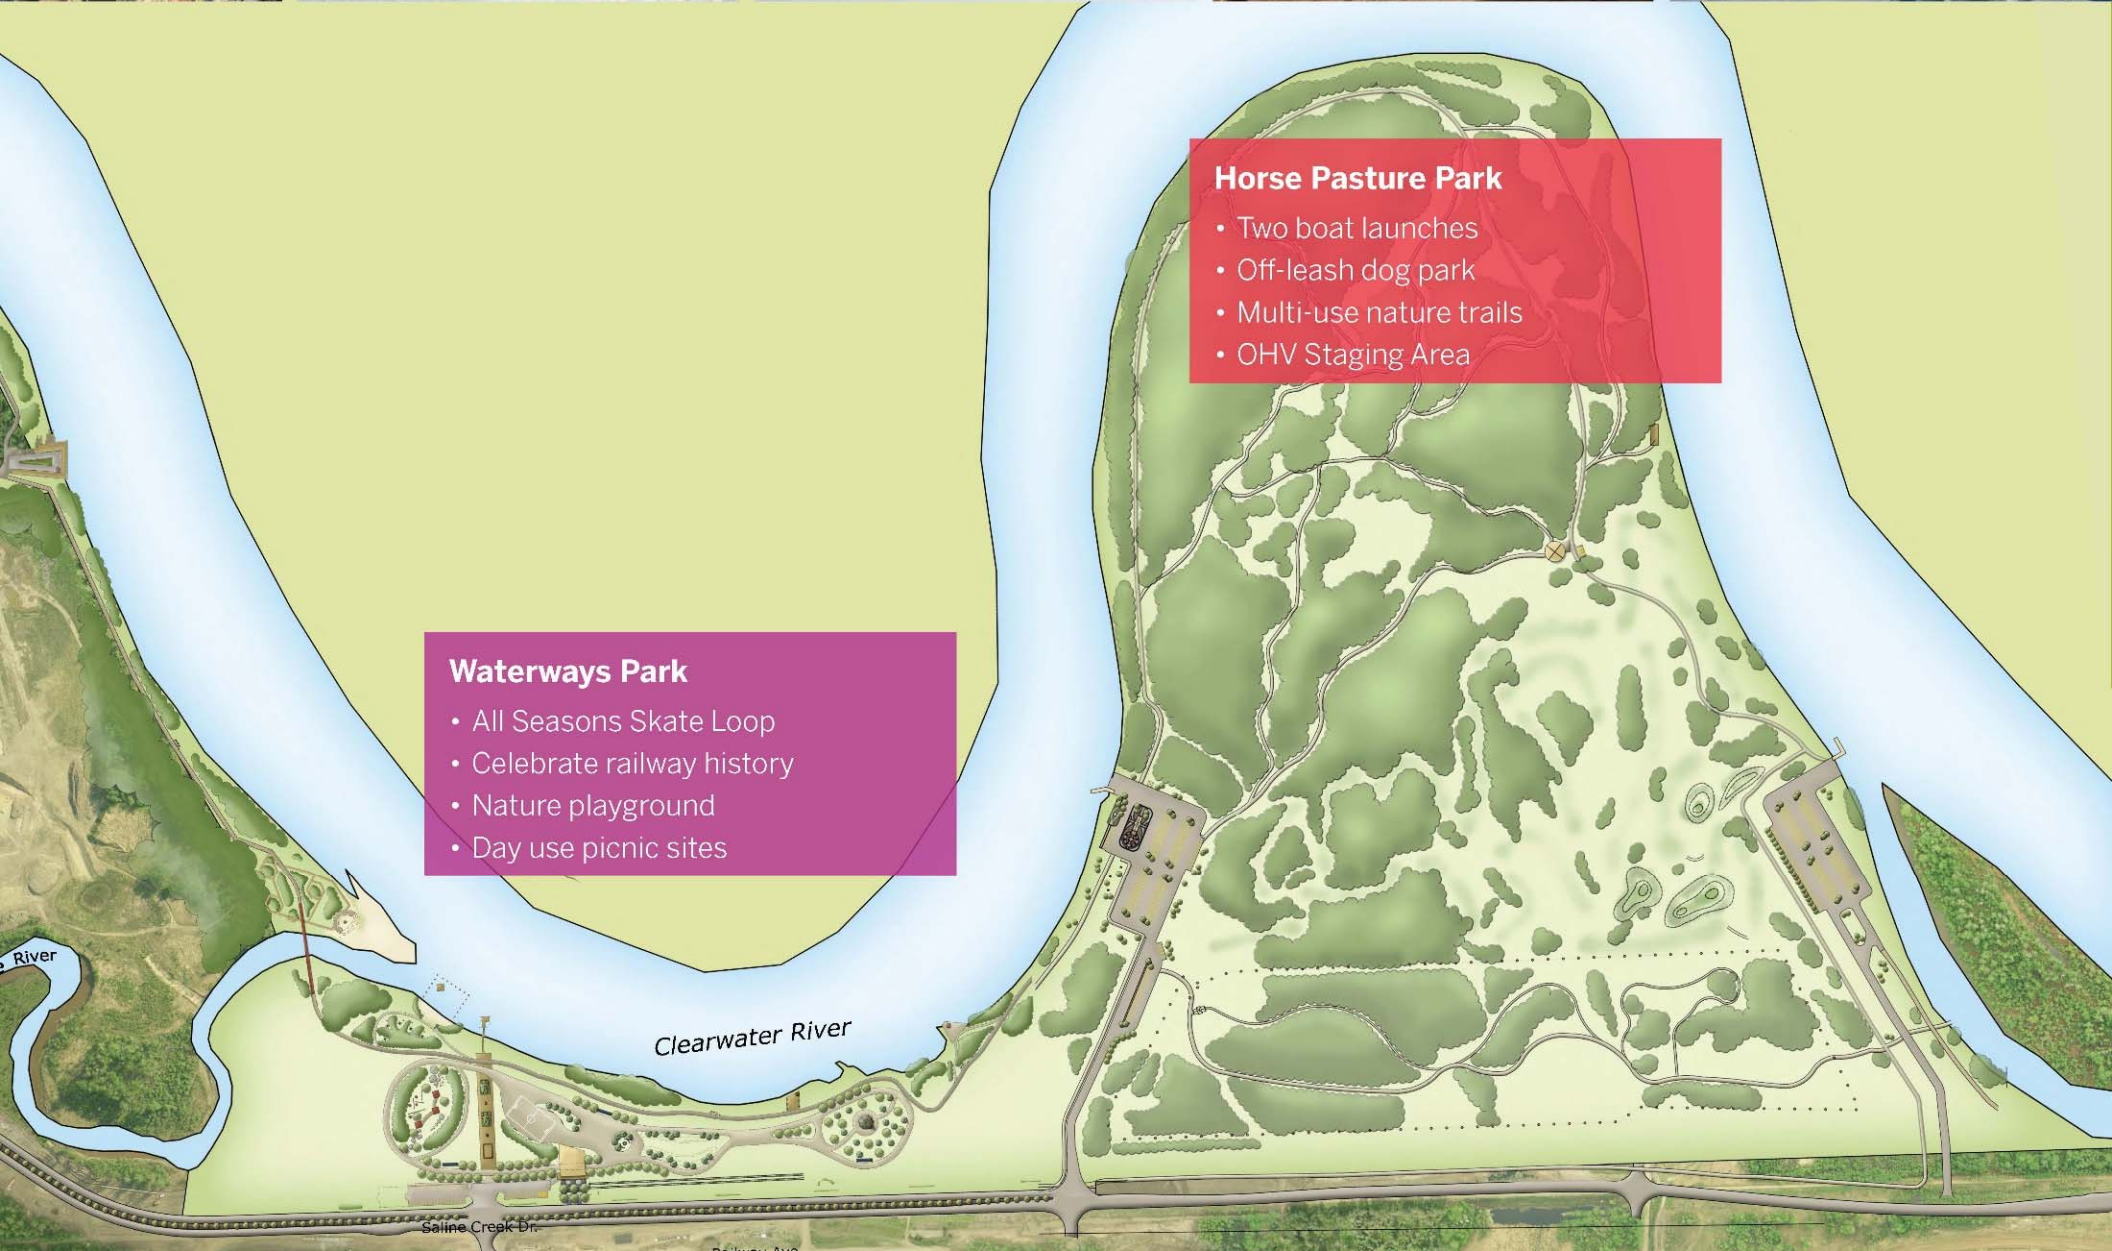 Horse Pasture Park
• Two boat launches
• Off-leash dog park
• Multi-use nature trails
• OHV Staging Area
Waterways Park
• All Seasons Skate Loop
• Celebrate railway history
• Nature playground
• Day use picnic sites
River
Clearwater River
Saline Creek Dr.
Railway Ave